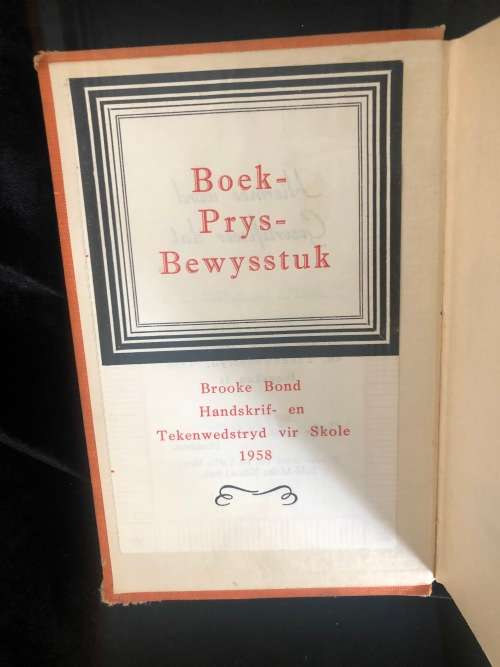 Boek-
Prys-
Bewysstuk
Brooke Bond
Handskrif- en
Tekenwedstryd vir Skole
1958